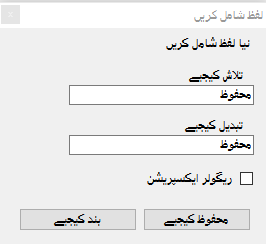 لفظ شامل کریں
نیا لفظ شامل کریں
تلاش کیجیے
محفوظ
تبدیل کیجیے
محفوظ
ریگولر ایکسپریشن
محفوظ کیجیے
بند کیجیے